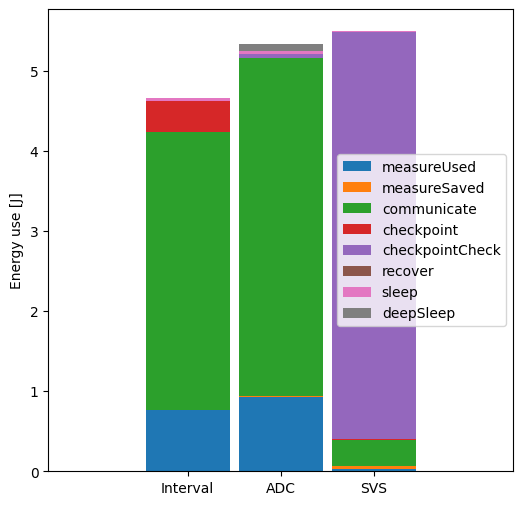 Energy use [J]
5
4
3
2
1
0
measureUsed
measureSaved
communicate
checkpoint
checkpointCheck
recover
sleep
deepSleep
Interval ADC SVS